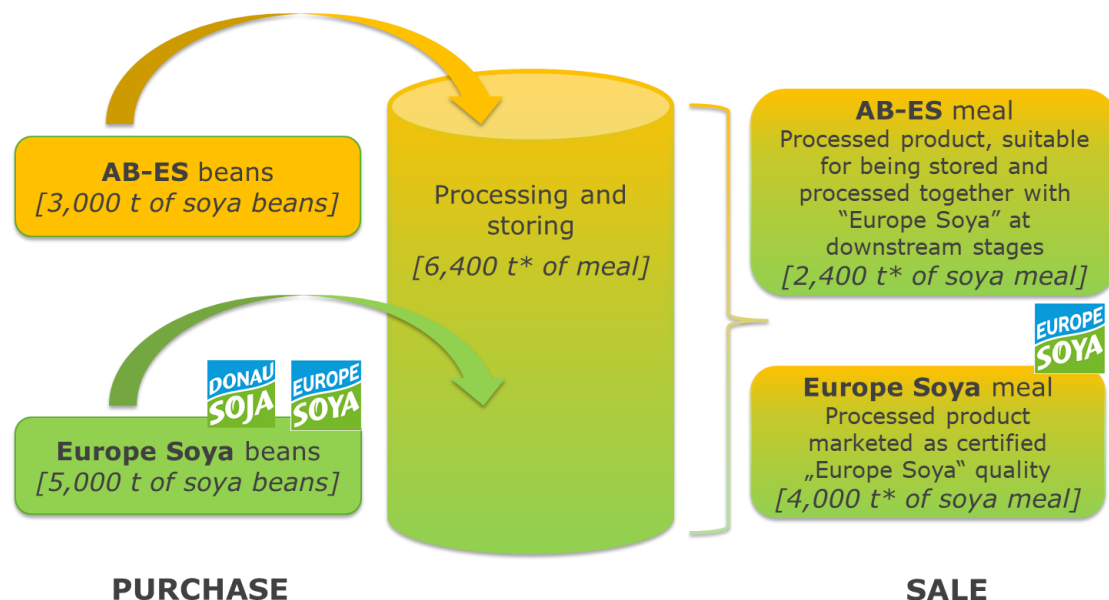 AB-ES beans
[3,000 t of soya beans]
Processing and
storing
[6,400 t* of meal]
AB-ES meal
Processed product, suitable
for being stored and
processed together with
“Europe Soya” at
downstream stages
[2,400 t* of soya meal]
DONAU
SOJA
EUROPE
SOYA
Europe Soya beans
[5,000 t of soya beans]
EUROPE
SOYA
Europe Soya meal
Processed product
marketed as certified
„Europe Soya“ quality
[4,000 t* of soya meal]
PURCHASE
SALE